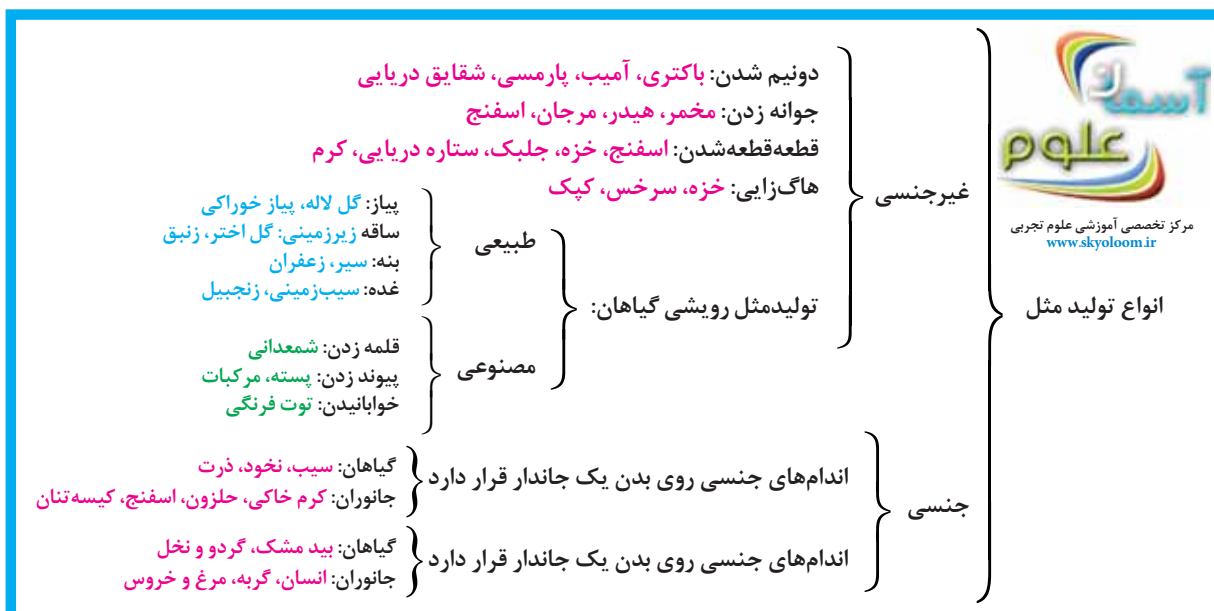 آسمان علوم
مرکز تخصصی آموزشی علوم تجربی
www.skyoloom.ir
انواع تولید مثل
غیرجنسی
دونیم شدن: باکتری، آمیب، پارمسی، شقایق دریایی
جوانه زدن: مخمر، هیدر، مرجان، اسفنج
قطعه‌قطعه‌شدن: اسفنج، خزه، جلبک، ستاره دریایی، کرم
هاگ‌زایی: خزه، سرخس، کپک
تولیدمثل رویشی گیاهان:
طبیعی
پیاز: گل لاله، پیاز خوراکی
ساقه زیرزمینی: گل اختر، زنبق
بنه: سیر، زعفران
غده: سیب‌زمینی، زنجبیل
مصنوعی
قلمه زدن: شمعدانی
پیوند زدن: پسته، مرکبات
خوابانیدن: توت فرنگی
جنسی
اندام‌های جنسی روی بدن یک جاندار قرار دارد
گیاهان: سیب، نخود، ذرت
جانوران: کرم خاکی، حلزون، اسفنج، کیسه‌تنان
اندام‌های جنسی روی بدن یک جاندار قرار دارد
گیاهان: بید مشک، گردو و نخل
جانوران: انسان، گربه، مرغ و خروس